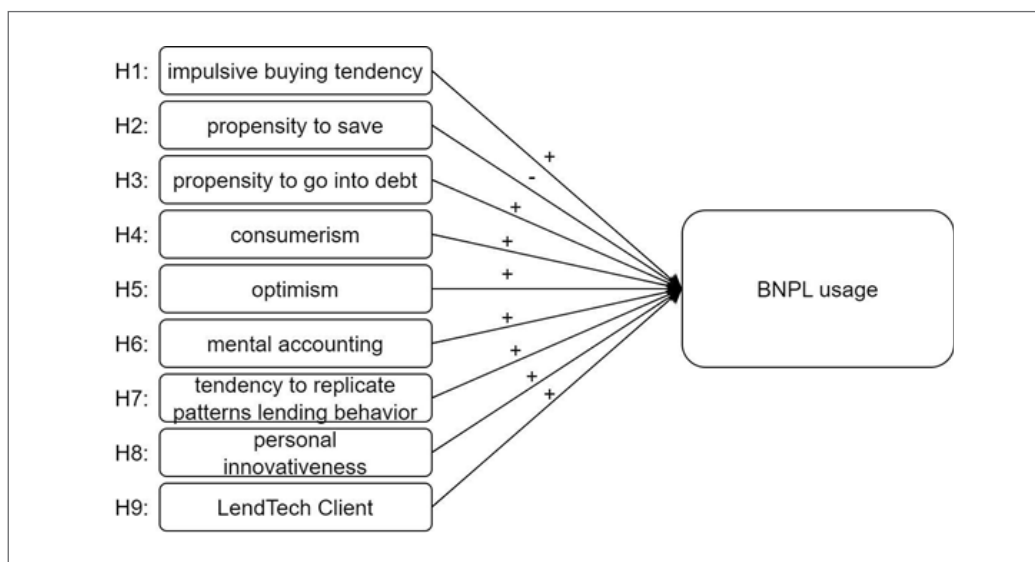 H1: impulsive buying tendency
+
H2: propensity to save
-
H3: propensity to go into debt
+
H4: consumerism
+
H5: optimism
+
BNPL usage
H6: mental accounting
+
H7: tendency to replicate
patterns lending behavior
+
H8: personal
innovativeness
+
H9: LendTech Client
+